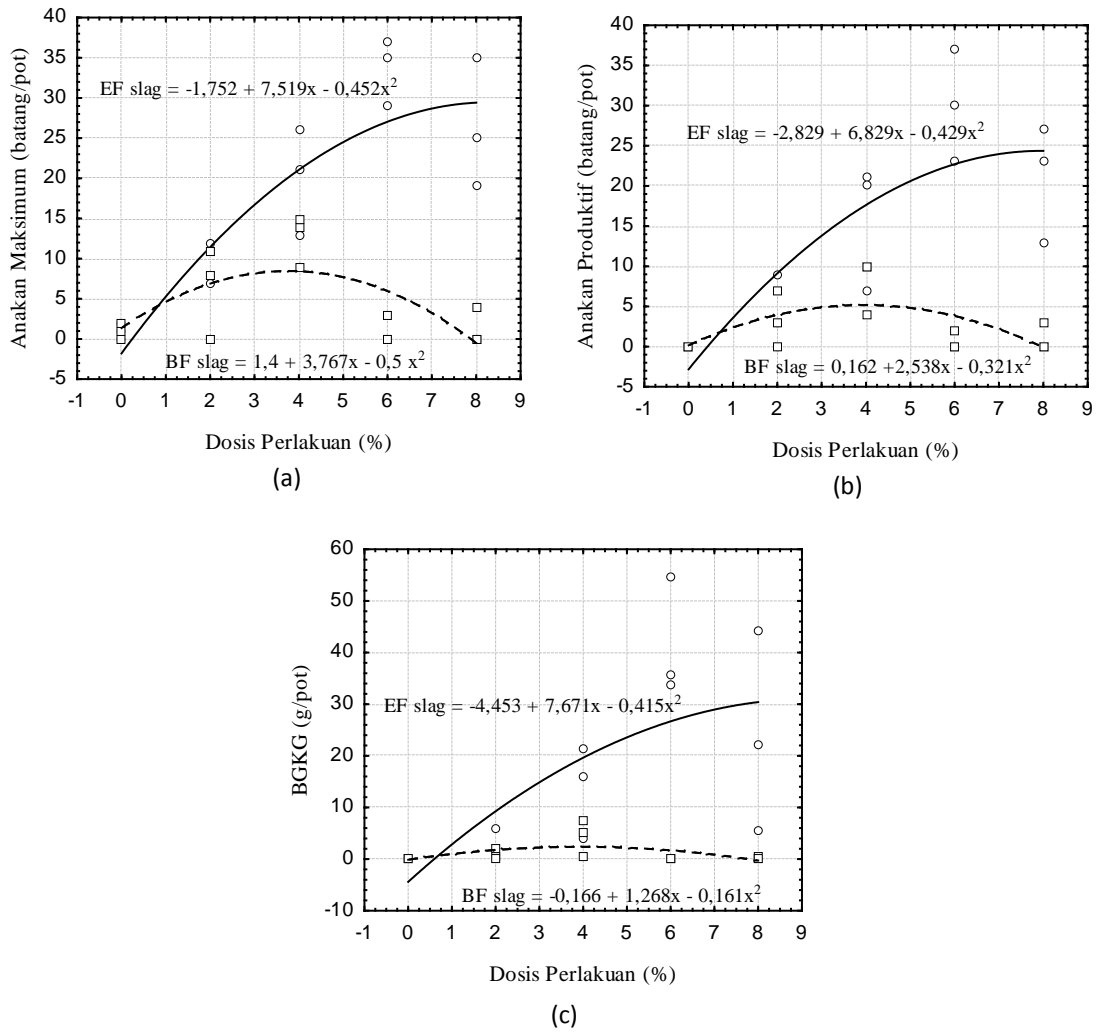 Anakan Maksimum (batang/pot)
40
35
30
25
20
15
10
5
0
-5
EF slag = -1,752 + 7,519x - 0,452x²
BF slag = 1,4 + 3,767x - 0,5 x²
-1 0 1 2 3 4 5 6 7 8 9
Dosis Perlakuan (%)
(a)
Anakan Produktif (batang/pot)
40
35
30
25
20
15
10
5
0
-5
EF slag = -2,829 + 6,829x - 0,429x²
BF slag = 0,162 +2,538x - 0,321x²
-1 0 1 2 3 4 5 6 7 8 9
Dosis Perlakuan (%)
(b)
BGKG (g/pot)
60
50
40
30
20
10
0
-10
EF slag = -4,453 + 7,671x - 0,415x²
BF slag = -0,166 + 1,268x - 0,161x²
-1 0 1 2 3 4 5 6 7 8 9
Dosis Perlakuan (%)
(c)